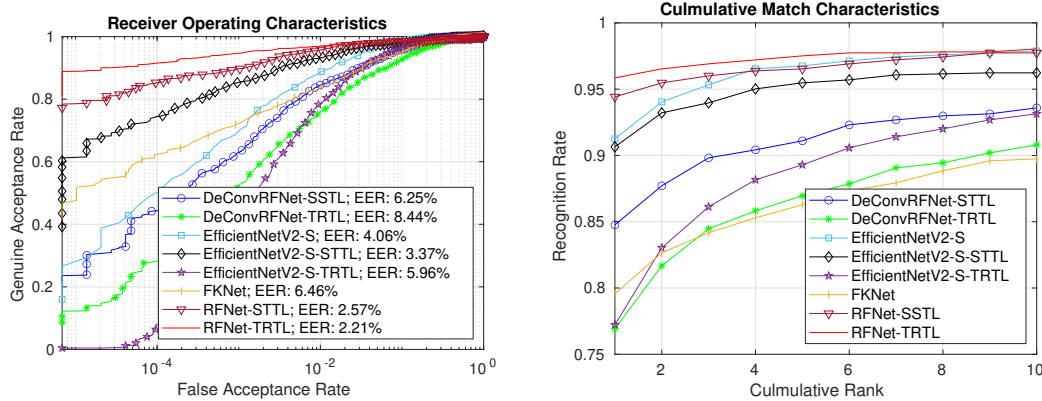 Receiver Operating Characteristics
Genuine Acceptance Rate
1
0.8
0.6
0.4
0.2
0
DeConvRFNet-SSTL; EER: 6.25%
DeConvRFNet-TRTL; EER: 8.44%
EfficientNetV2-S; EER: 4.06%
EfficientNetV2-S-STTL; EER: 3.37%
EfficientNetV2-S-TRTL; EER: 5.96%
FKNet; EER: 6.46%
RFNet-STTL; EER: 2.57%
RFNet-TRTL; EER: 2.21%
10^-4
10^-2
10^0
False Acceptance Rate
Culmulative Match Characteristics
Recognition Rate
1
0.95
0.9
0.85
0.8
0.75
DeConvRFNet-STTL
DeConvRFNet-TRTL
EfficientNetV2-S
EfficientNetV2-S-STTL
EfficientNetV2-S-TRTL
FKNet
RFNet-SSTL
RFNet-TRTL
2
4
6
8
10
Culmulative Rank